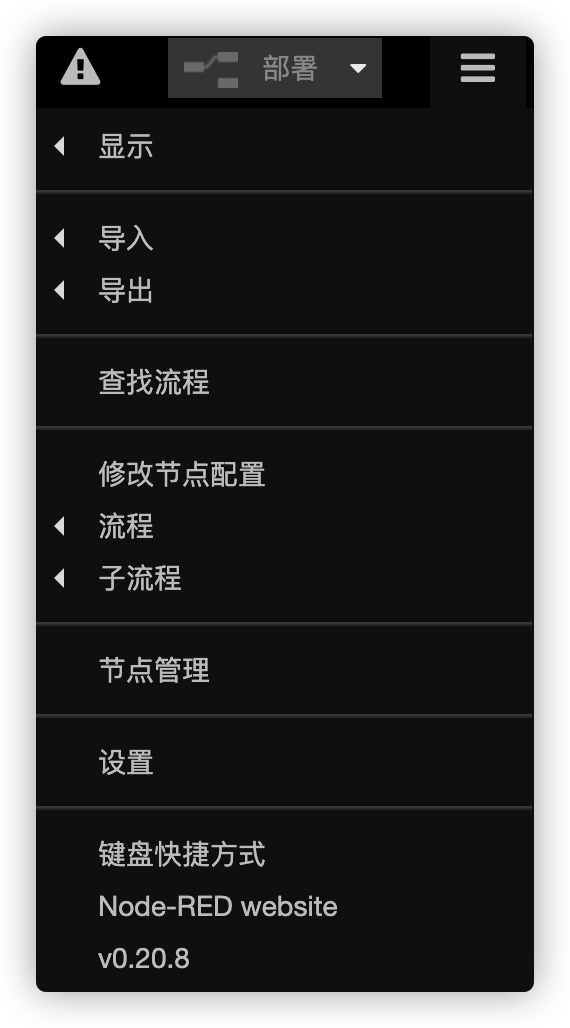 部署
显示
导入
导出
查找流程
修改节点配置
流程
子流程
节点管理
设置
键盘快捷方式
Node-RED website
v0.20.8